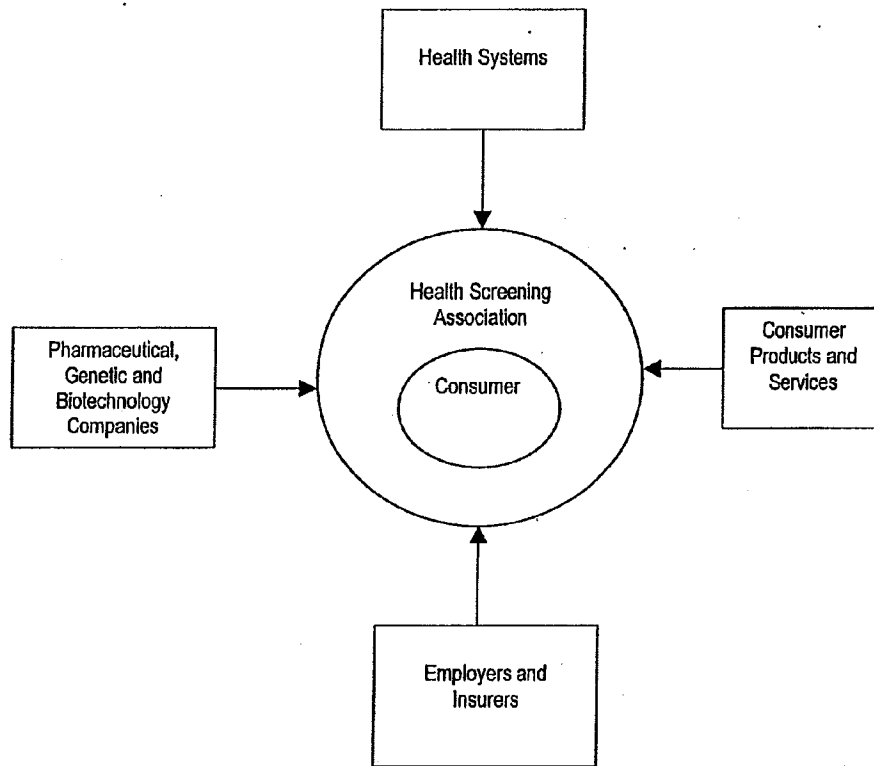 Health Systems
Health Screening
Association
Consumer
Pharmaceutical,
Genetic and
Biotechnology
Companies
Consumer
Products and
Services
Employers and
Insurers